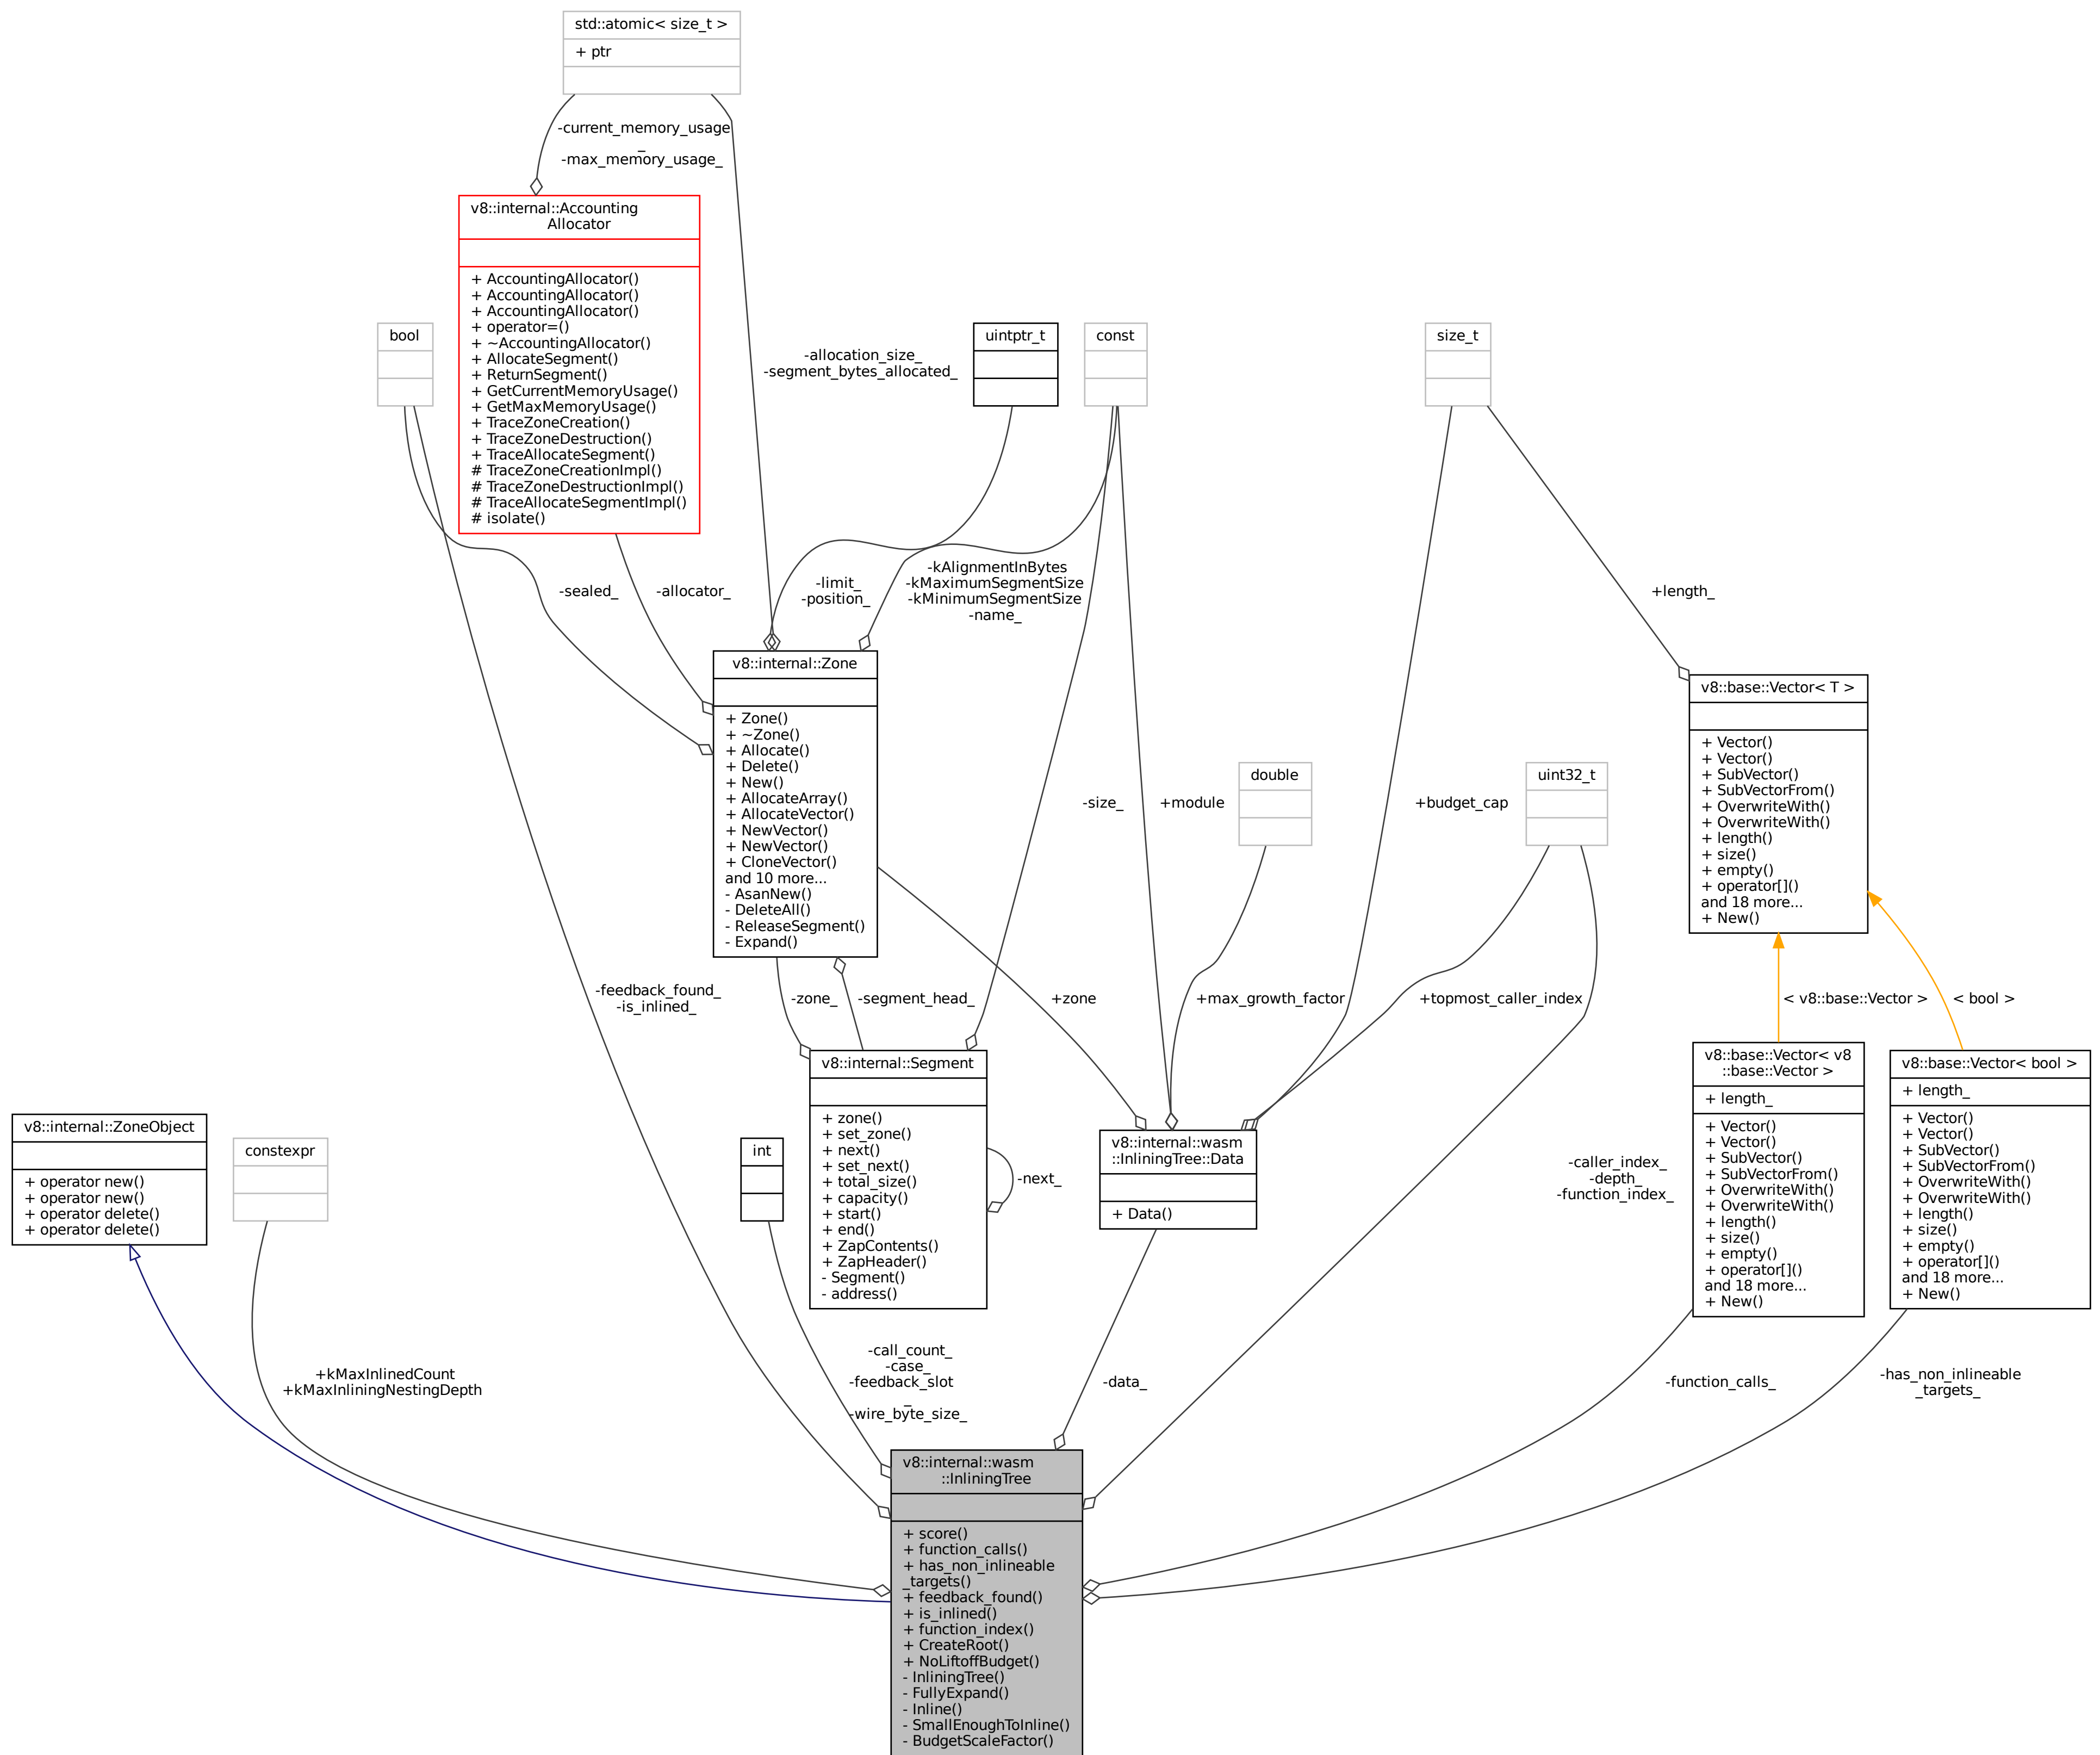 std::atomic< size_t >
+ ptr
-current_memory_usage
_
-max_memory_usage_
v8::internal::Accounting
Allocator
+ AccountingAllocator()
+ AccountingAllocator()
+ AccountingAllocator()
+ operator=()
+ ~AccountingAllocator()
+ AllocateSegment()
+ ReturnSegment()
+ GetCurrentMemoryUsage()
+ GetMaxMemoryUsage()
+ TraceZoneCreation()
+ TraceZoneDestruction()
+ TraceAllocateSegment()
# TraceZoneCreationImpl()
# TraceZoneDestructionImpl()
# TraceAllocateSegmentImpl()
# isolate()
bool
-allocation_size_
-segment_bytes_allocated_
uintptr_t
const
size_t
-sealed_
-allocator_
-limit_
-position_
-kAlignmentInBytes
-kMaximumSegmentSize
-kMinimumSegmentSize
-name_
+length_
v8::internal::Zone
+ Zone()
+ ~Zone()
+ Allocate()
+ Delete()
+ New()
+ AllocateArray()
+ AllocateVector()
+ NewVector()
+ NewVector()
+ CloneVector()
and 10 more...
- AsanNew()
- DeleteAll()
- ReleaseSegment()
- Expand()
v8::base::Vector< T >
+ Vector()
+ Vector()
+ SubVector()
+ SubVectorFrom()
+ OverwriteWith()
+ OverwriteWith()
+ length()
+ size()
+ empty()
+ operator[]()
and 18 more...
+ New()
-size_
+module
double
+budget_cap
uint32_t
-feedback_found_
-is_inlined_
-zone_
-segment_head_
+zone
+max_growth_factor
+topmost_caller_index
< v8::base::Vector >
< bool >
v8::internal::Segment
+ zone()
+ set_zone()
+ next()
+ set_next()
+ total_size()
+ capacity()
+ start()
+ end()
+ ZapContents()
+ ZapHeader()
- Segment()
- address()
-next_
v8::base::Vector< v8
::base::Vector >
+ length_
+ Vector()
+ Vector()
+ SubVector()
+ SubVectorFrom()
+ OverwriteWith()
+ OverwriteWith()
+ length()
+ size()
+ empty()
+ operator[]()
and 18 more...
+ New()
v8::base::Vector< bool >
+ length_
+ Vector()
+ Vector()
+ SubVector()
+ SubVectorFrom()
+ OverwriteWith()
+ OverwriteWith()
+ length()
+ size()
+ empty()
+ operator[]()
and 18 more...
+ New()
v8::internal::ZoneObject
+ operator new()
+ operator new()
+ operator delete()
+ operator delete()
constexpr
int
v8::internal::wasm
::InliningTree::Data
+ Data()
-caller_index_
-depth_
-function_index_
+kMaxInlinedCount
+kMaxInliningNestingDepth
-call_count_
-case_
-feedback_slot
_
-wire_byte_size_
-data_
-function_calls_
-has_non_inlineable
_targets_
v8::internal::wasm
::InliningTree
+ score()
+ function_calls()
+ has_non_inlineable
_targets()
+ feedback_found()
+ is_inlined()
+ function_index()
+ CreateRoot()
+ NoLiftoffBudget()
- InliningTree()
- FullyExpand()
- Inline()
- SmallEnoughToInline()
- BudgetScaleFactor()